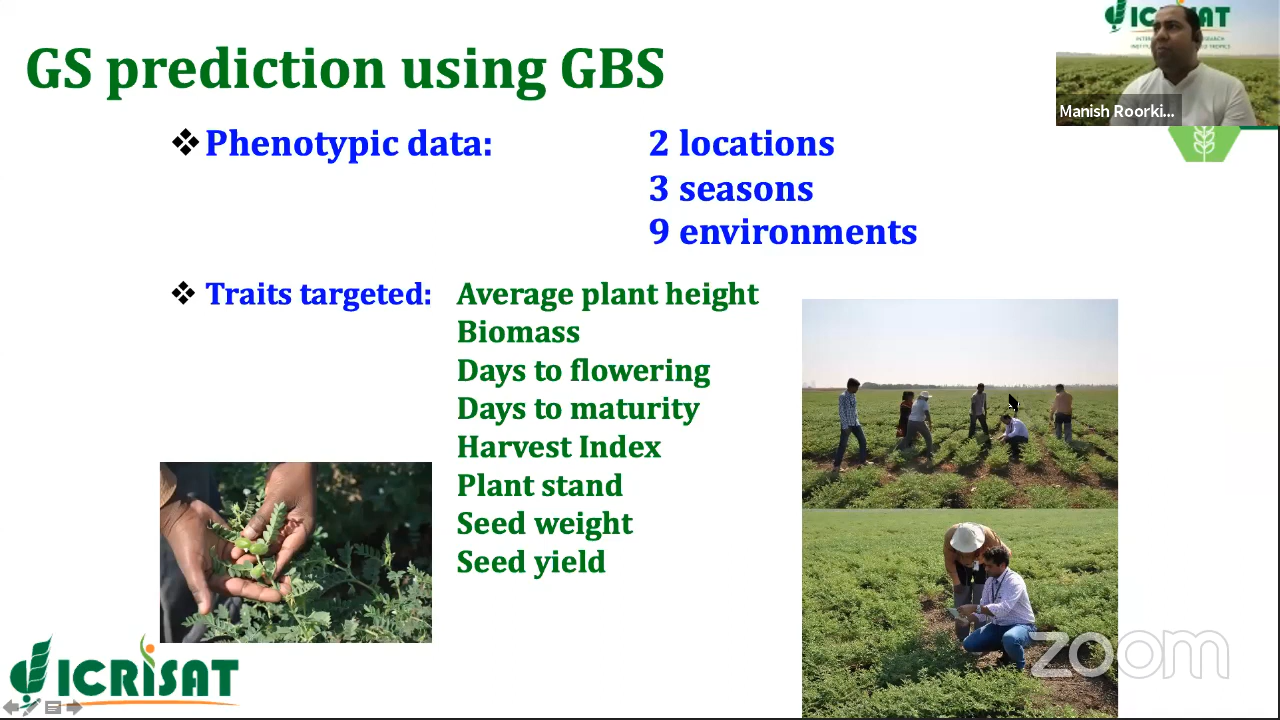 GS prediction using GBS
ICRISAT
Manish Roorki...
❖ Phenotypic data: 2 locations
3 seasons
9 environments
❖ Traits targeted: Average plant height
Biomass
Days to flowering
Days to maturity
Harvest Index
Plant stand
Seed weight
Seed yield
zoom
ICRISAT